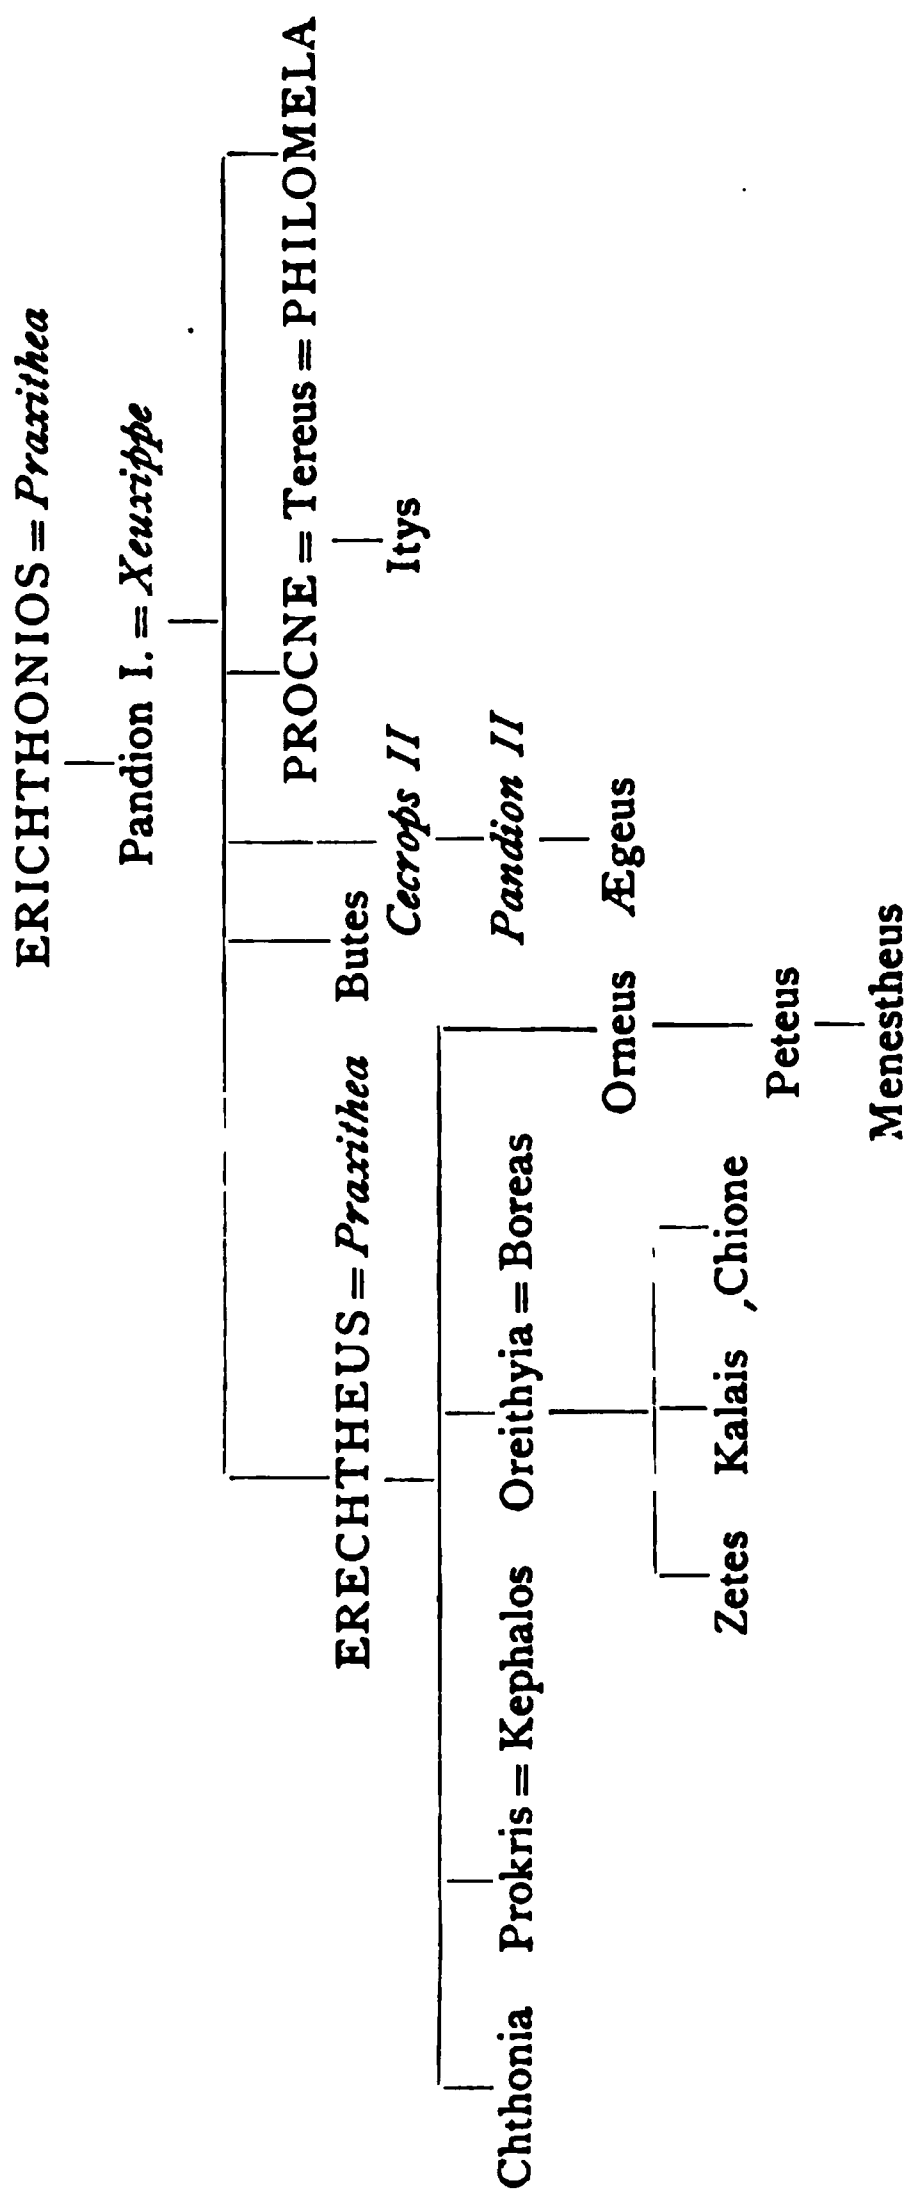 ERICHTHONIOS = Praxithea
Pandion I. = Xeuxippe
PROCNE = Tereus = PHILOMELA
ERECHTHEUS = Praxithea Butes
Cecrops II Itys
Pandion II
Chthonia Prokris = Kephalos Oreithyia = Boreas
Orneus Ægeus
Zetes Kalais ,Chione
Peteus
Menestheus